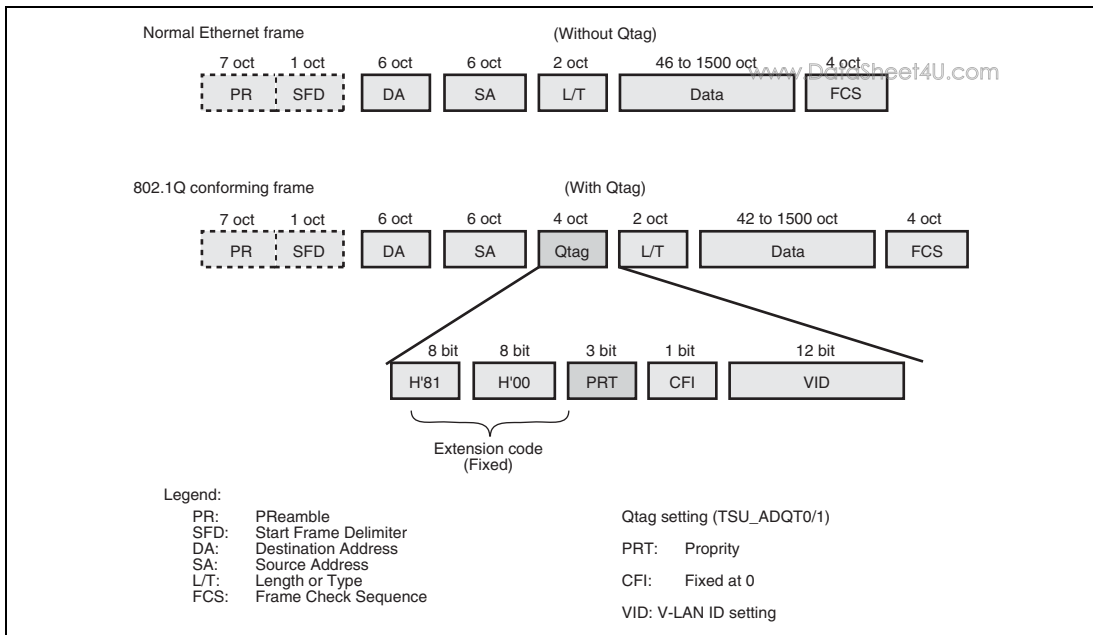 Normal Ethernet frame (Without Qtag)
7 oct 1 oct 6 oct 6 oct 2 oct 46 to 1500 oct 4 oct
www.DataSheet4U.com
PR SFD DA SA L/T Data FCS
802.1Q conforming frame (With Qtag)
7 oct 1 oct 6 oct 6 oct 4 oct 2 oct 42 to 1500 oct 4 oct
PR SFD DA SA Qtag L/T Data FCS
8 bit 8 bit 3 bit 1 bit 12 bit
H'81 H'00 PRT CFI VID
Extension code
(Fixed)
Legend:
PR: PReamble
SFD: Start Frame Delimiter
DA: Destination Address
SA: Source Address
L/T: Length or Type
FCS: Frame Check Sequence
Qtag setting (TSU_ADQT0/1)
PRT: Proprity
CFI: Fixed at 0
VID: V-LAN ID setting